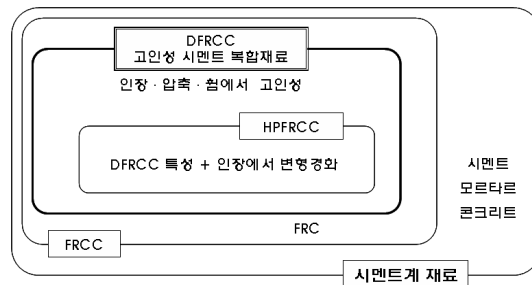 DFRCC
고인성 시멘트 복합재료
인장 · 압축 · 휨에서 고인성
HPFRCC
DFRCC 특성 + 인장에서 변형경화
시멘트
모르타르
콘크리트
FRC
FRCC
시멘트계 재료